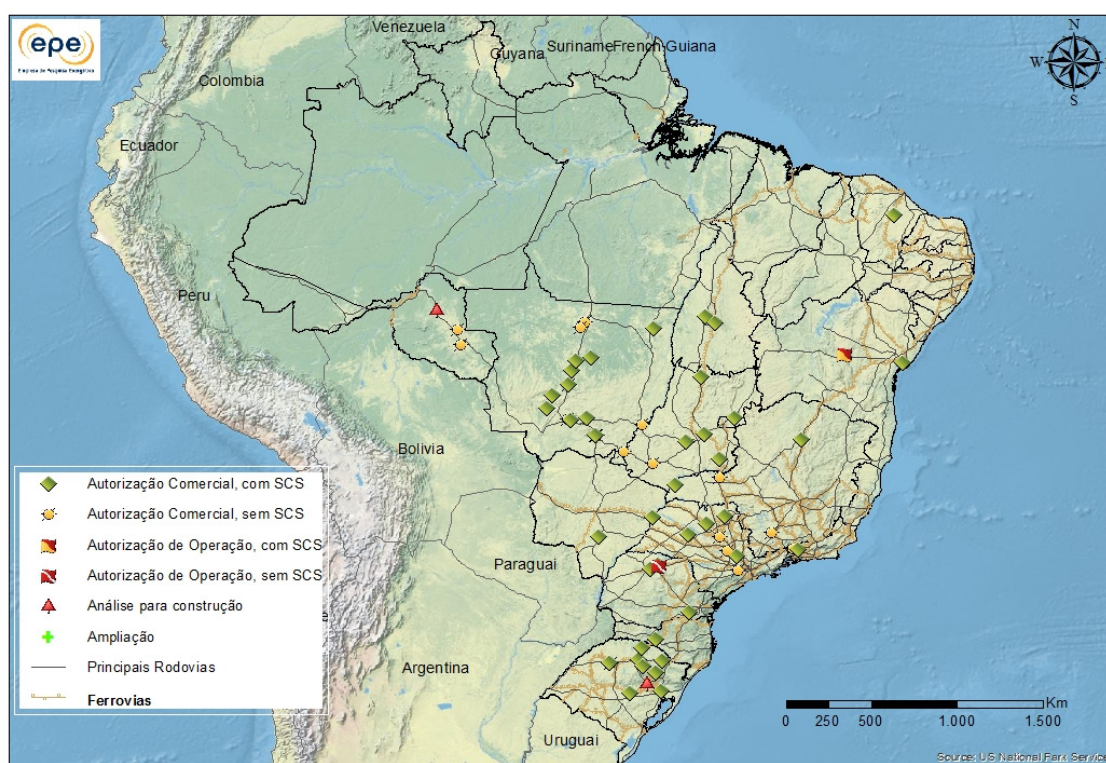 epe
Empresa de Pesquisa Energética
Venezuela
Guyana
Suriname
French-Guiana
Colombia
Ecuador
Peru
Bolivia
Paraguai
Argentina
Uruguai
N
W
E
S
Autorização Comercial, com SCS
Autorização Comercial, sem SCS
Autorização de Operação, com SCS
Autorização de Operação, sem SCS
Análise para construção
Ampliação
Principais Rodovias
Ferrovias
Km
0 250 500 1.000 1.500
Source: US National Park Service